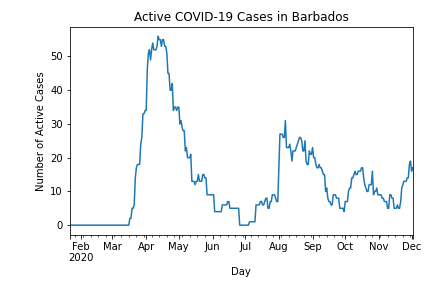 Active COVID-19 Cases in Barbados
Number of Active Cases
50
40
30
20
10
0
Feb Mar Apr May Jun Jul Aug Sep Oct Nov Dec
2020
Day